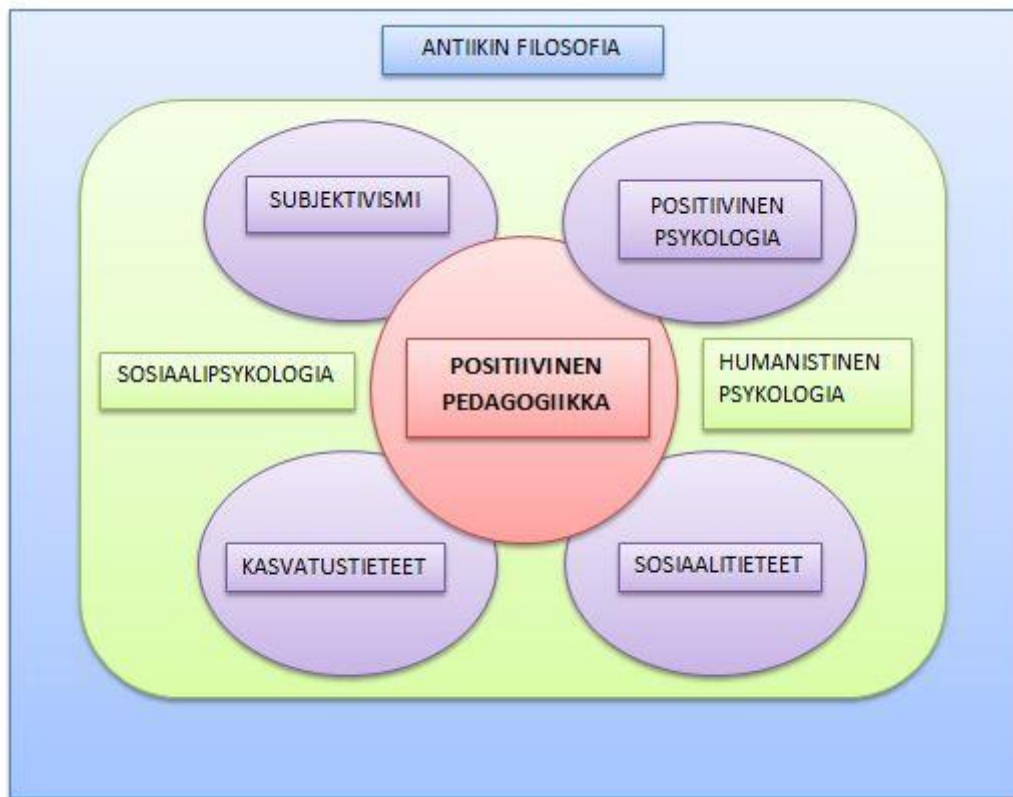 ANTIIKIN FILOSOFIA
SUBJEKTIVISMI
POSITIIVINEN
PSYKOLOGIA
SOSIAALIPSYKOLOGIA
POSITIIVINEN
PEDAGOGIIKKA
HUMANISTINEN
PSYKOLOGIA
KASVATUSTIETEET
SOSIAALITIETEET